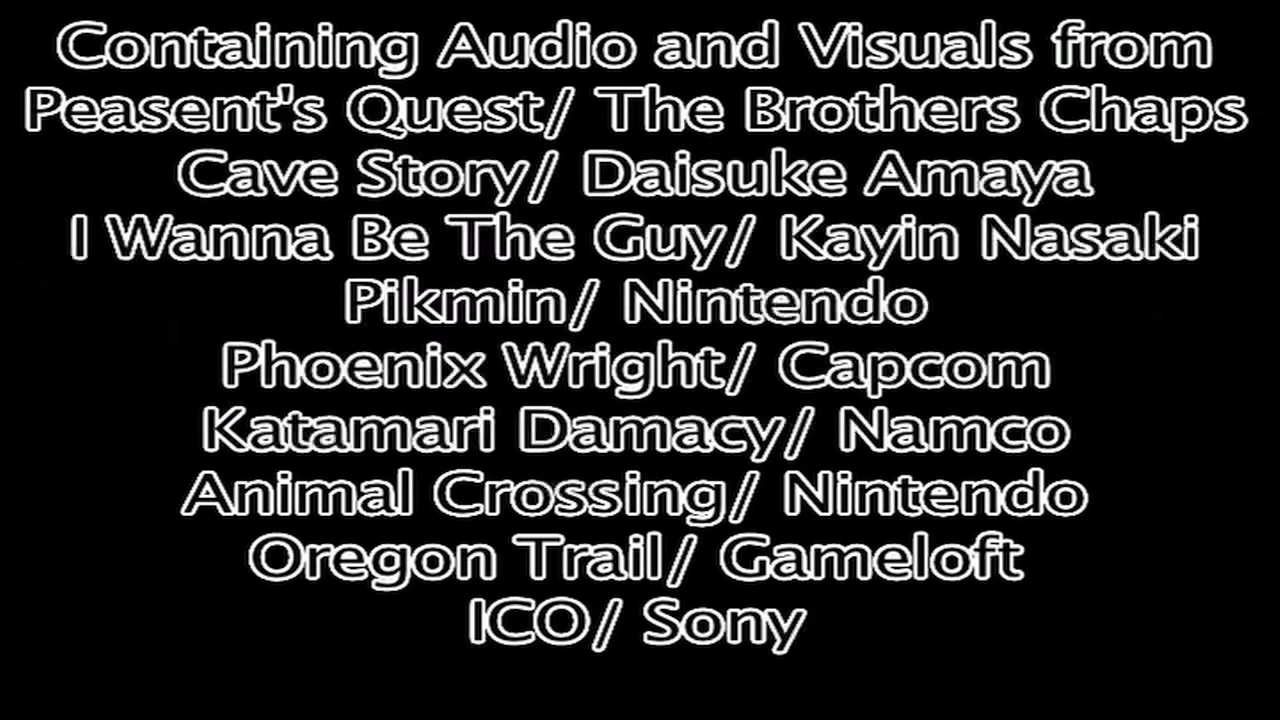 Containing Audio and Visuals from
Peasent's Quest/ The Brothers Chaps
Cave Story/ Daisuke Amaya
I Wanna Be The Guy/ Kayin Nasaki
Pikmin/ Nintendo
Phoenix Wright/ Capcom
Katamari Damacy/ Namco
Animal Crossing/ Nintendo
Oregon Trail/ Gameloft
ICO/ Sony